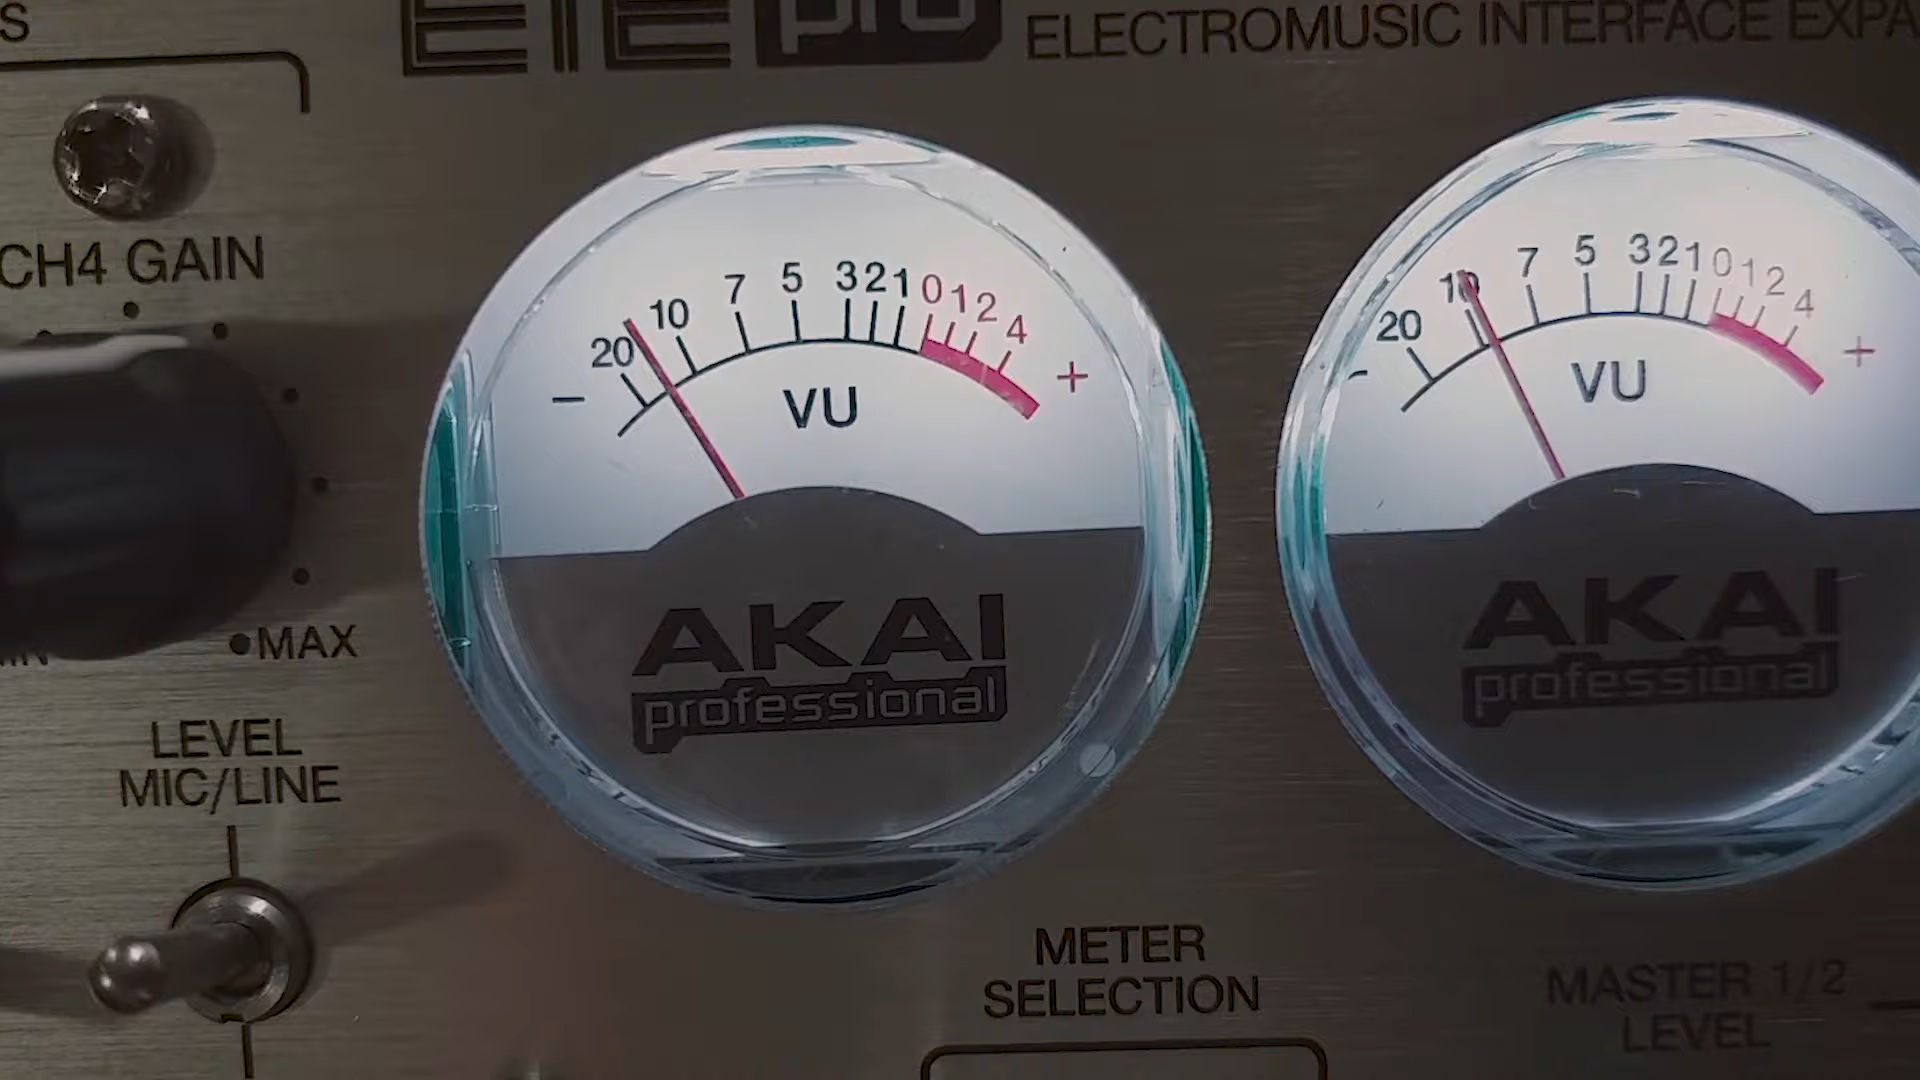 S
EIE pro
ELECTROMUSIC INTERFACE
CH4 GAIN
MAX
LEVEL
MIC/LINE
20 10 7 5 3 2 1 0 1 2 4
- +
VU
AKAI
professional
20 10 7 5 3 2 1 0 1 2 4
- +
VU
AKAI
professional
METER
SELECTION
MASTER 1/2
LEVEL